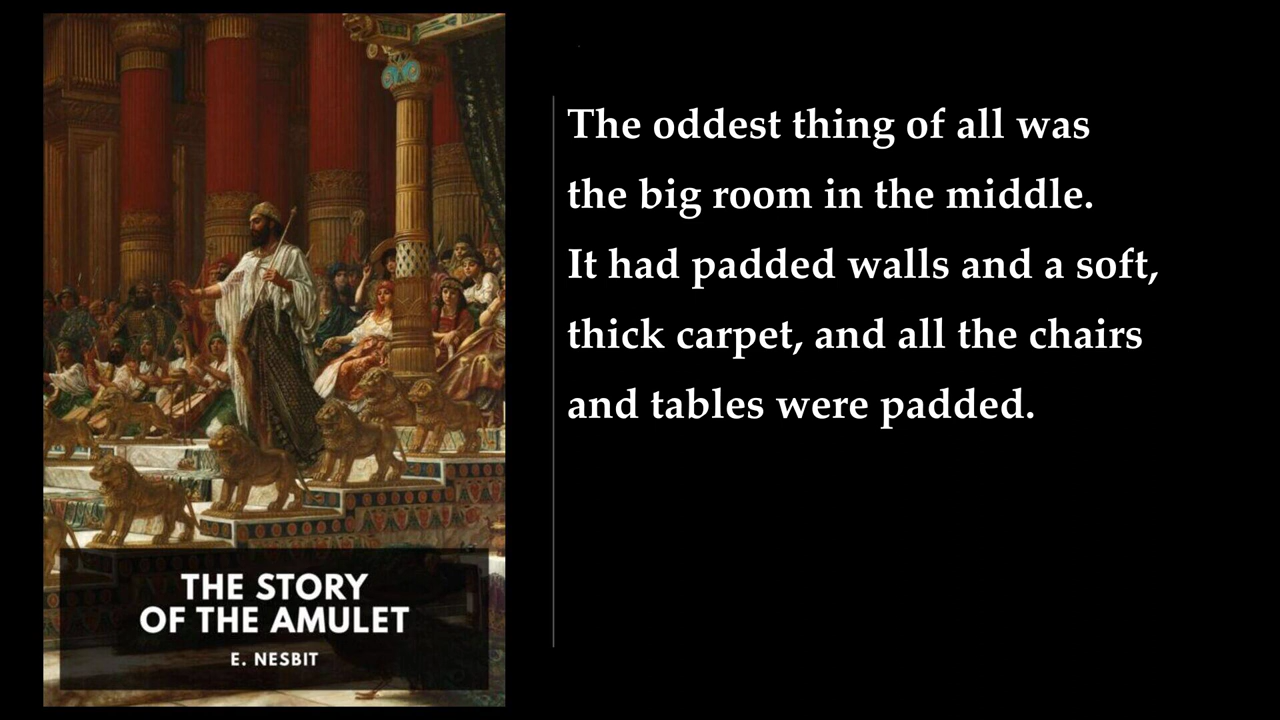 The oddest thing of all was
the big room in the middle.
It had padded walls and a soft,
thick carpet, and all the chairs
and tables were padded.
THE STORY
OF THE AMULET
E. NESBIT